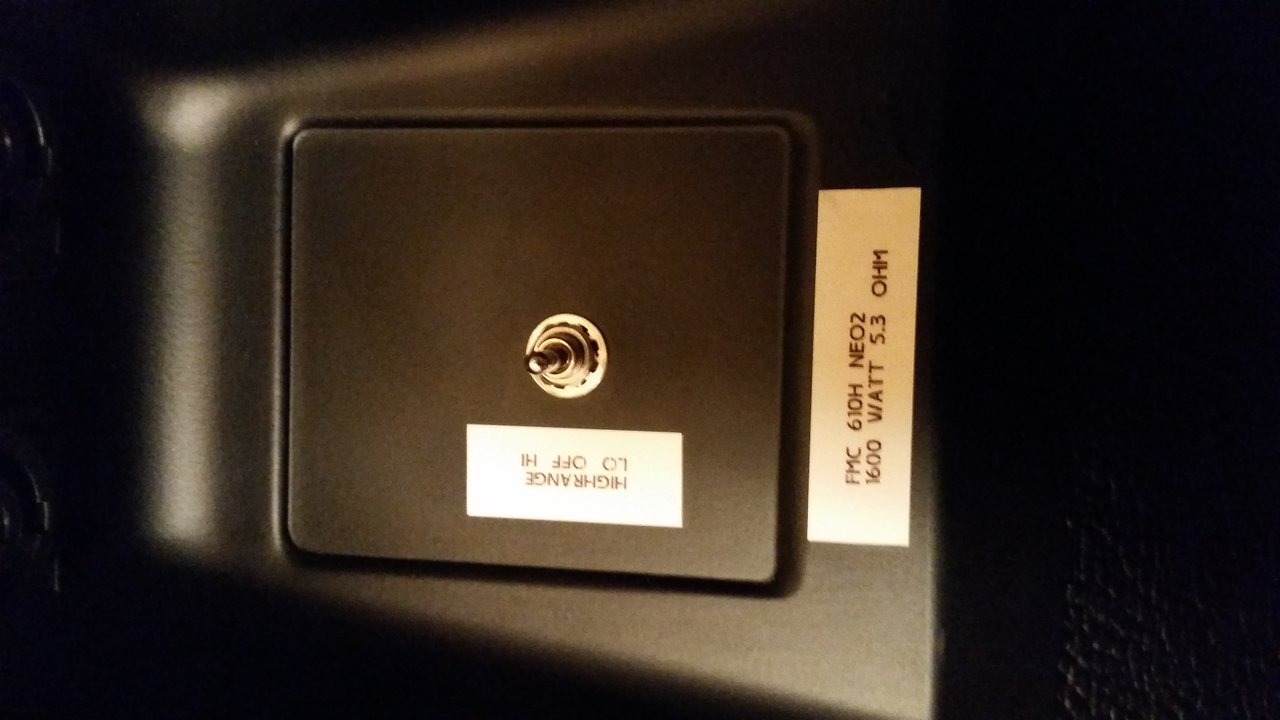 HIGHRANGE
LO OFF HI
FMC 610H NEO2
1600 WATT 5.3 OHM